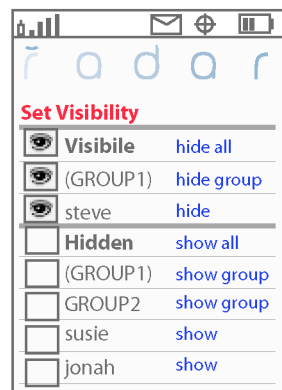 řadar
Set Visibility
Visibile hide all
(GROUP1) hide group
steve hide
Hidden show all
(GROUP1) show group
GROUP2 show group
susie show
jonah show